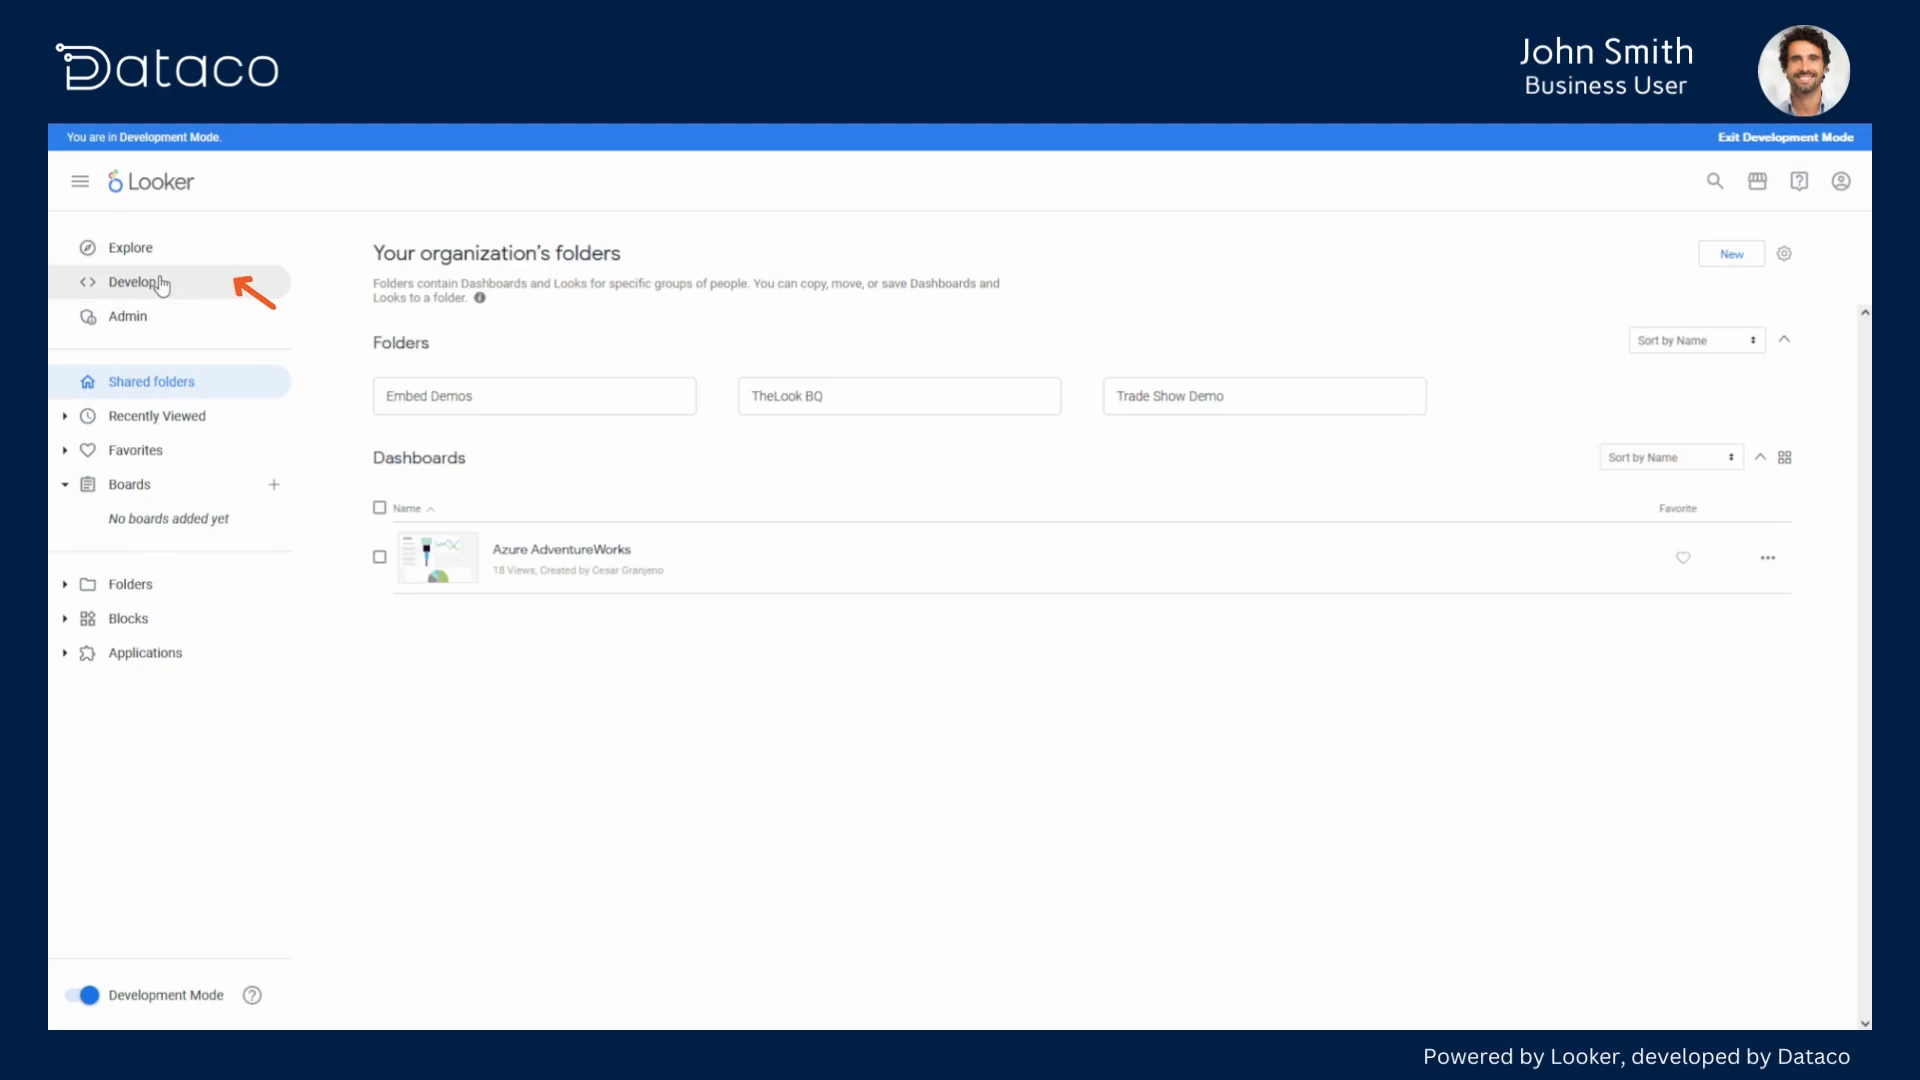 Dataco
John Smith
Business User
You are in Development Mode.
Exit Development Mode
Looker
Explore
Develop
Admin
Shared folders
Recently Viewed
Favorites
Boards
No boards added yet
Folders
Blocks
Applications
Development Mode
Your organization's folders
New
Folders contain Dashboards and Looks for specific groups of people. You can copy, move, or save Dashboards and
Looks to a folder.
Folders
Sort by Name
Embed Demos
TheLook BQ
Trade Show Demo
Dashboards
Sort by Name
Name
Favorite
Azure AdventureWorks
18 Views, Created by Cesar Granjeno
Powered by Looker, developed by Dataco